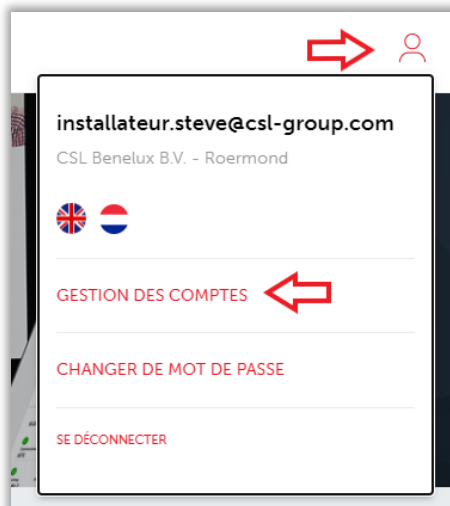 installateur.steve@csl-group.com
CSL Benelux B.V. - Roermond
GESTION DES COMPTES
CHANGER DE MOT DE PASSE
SE DÉCONNECTER